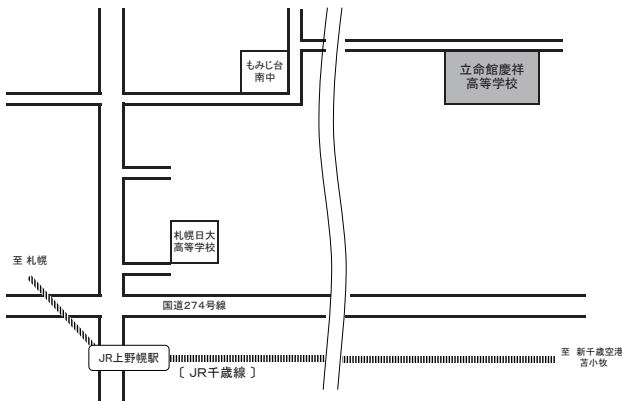 もみじ台
南中
立命館慶祥
高等学校
札幌日大
高等学校
至 札幌
国道274号線
JR上野幌駅
〔 JR千歳線 〕
至 新千歳空港
苫小牧